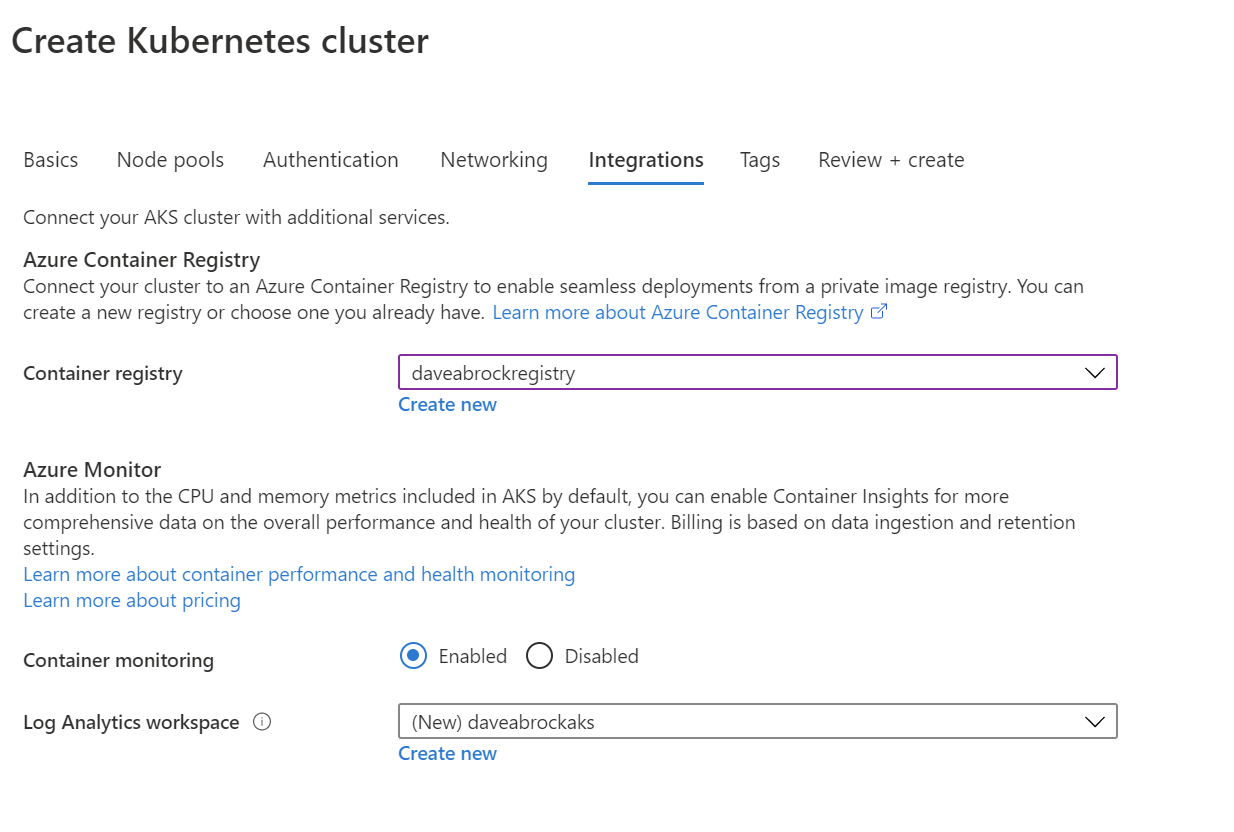 Create Kubernetes cluster
Basics Node pools Authentication Networking Integrations Tags Review + create
Connect your AKS cluster with additional services.
Azure Container Registry
Connect your cluster to an Azure Container Registry to enable seamless deployments from a private image registry. You can
create a new registry or choose one you already have. Learn more about Azure Container Registry
Container registry daveabrockregistry
Create new
Azure Monitor
In addition to the CPU and memory metrics included in AKS by default, you can enable Container Insights for more
comprehensive data on the overall performance and health of your cluster. Billing is based on data ingestion and retention
settings.
Learn more about container performance and health monitoring
Learn more about pricing
Container monitoring Enabled Disabled
Log Analytics workspace (New) daveabrockaks
Create new